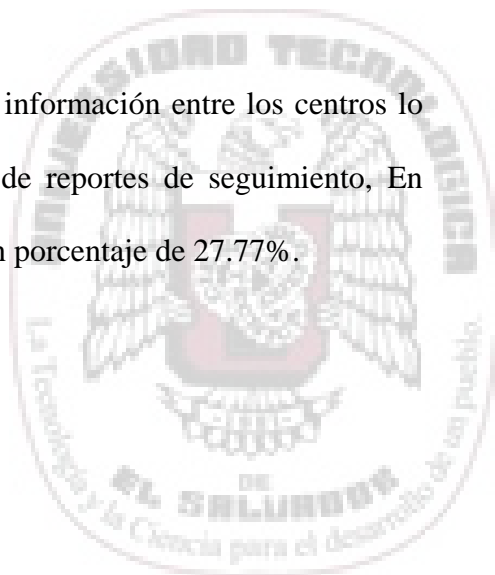 información entre los centros lo
de reportes de seguimiento, En
porcentaje de 27.77%.
UNIVERSIDAD TECNOLOGICA
DE
EL SALVADOR
La Tecnología y la Ciencia para el desarrollo de un pueblo.